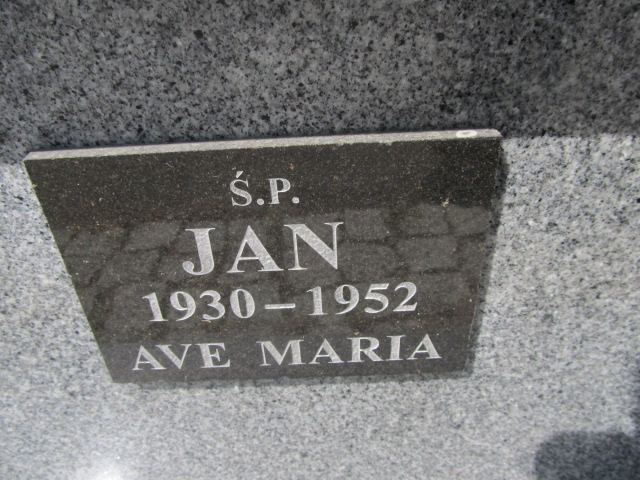 Ś.P.
JAN
1930 – 1952
AVE MARIA